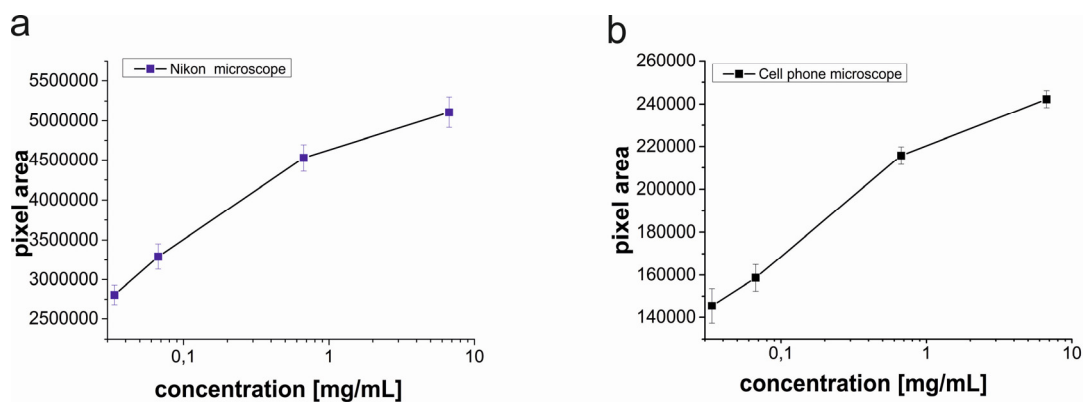 a
Nikon microscope
5500000
5000000
4500000
4000000
3500000
3000000
2500000
pixel area
0,1
1
10
concentration [mg/mL]
b
Cell phone microscope
260000
240000
220000
200000
180000
160000
140000
pixel area
0,1
1
10
concentration [mg/mL]